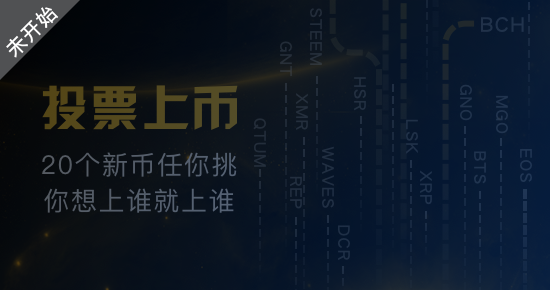 未开始
投票上币
20个新币任你挑
你想上谁就上谁
STEEM
BCH
GNT
HSR
XMR
GNO
MGO
QTUM
LSK
WAVES
BTS
EOS
REP
XRP
DCR